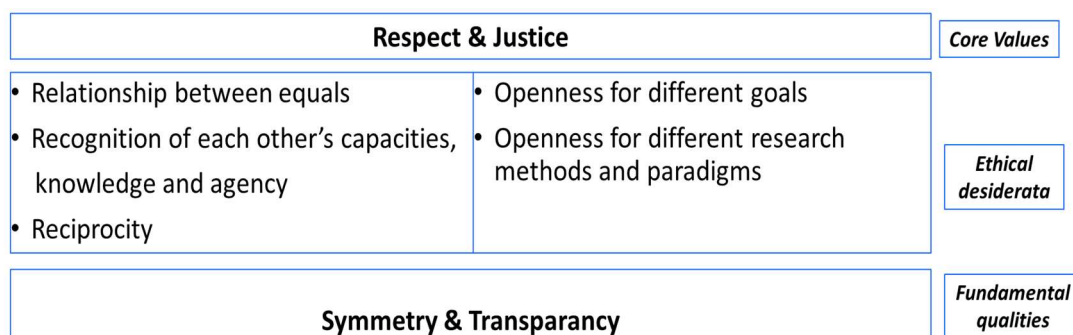 Respect & Justice
Core Values
• Relationship between equals
• Recognition of each other’s capacities,
knowledge and agency
• Reciprocity
• Openness for different goals
• Openness for different research
methods and paradigms
Ethical
desiderata
Symmetry & Transparancy
Fundamental
qualities